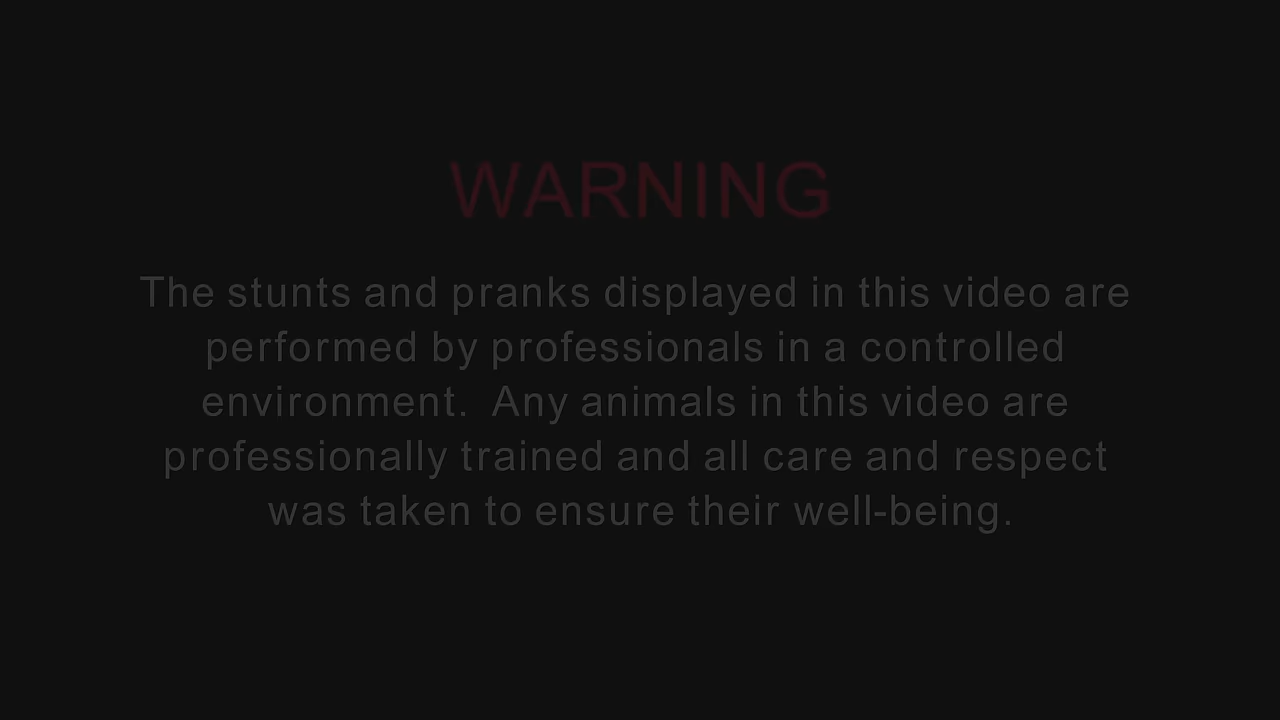 WARNING
The stunts and pranks displayed in this video are
performed by professionals in a controlled
environment.  Any animals in this video are
professionally trained and all care and respect
was taken to ensure their well-being.